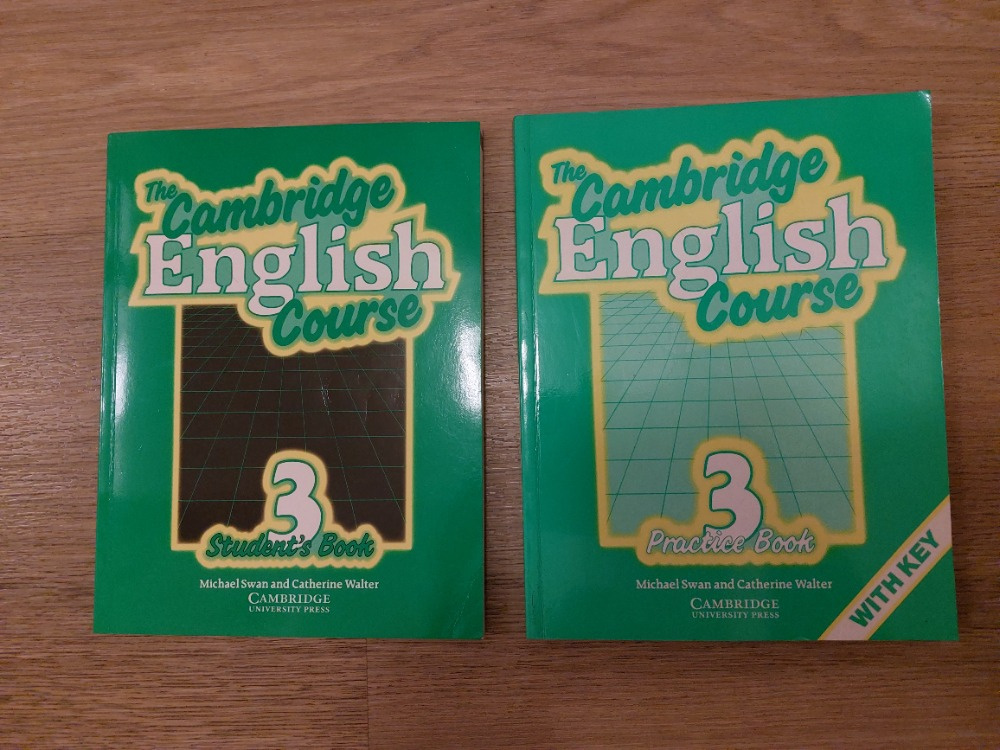 The
Cambridge
English
Course
3
Student's Book
Michael Swan and Catherine Walter
CAMBRIDGE
UNIVERSITY PRESS
The
Cambridge
English
Course
3
Practice Book
Michael Swan and Catherine Walter
CAMBRIDGE
UNIVERSITY PRESS
WITH KEY